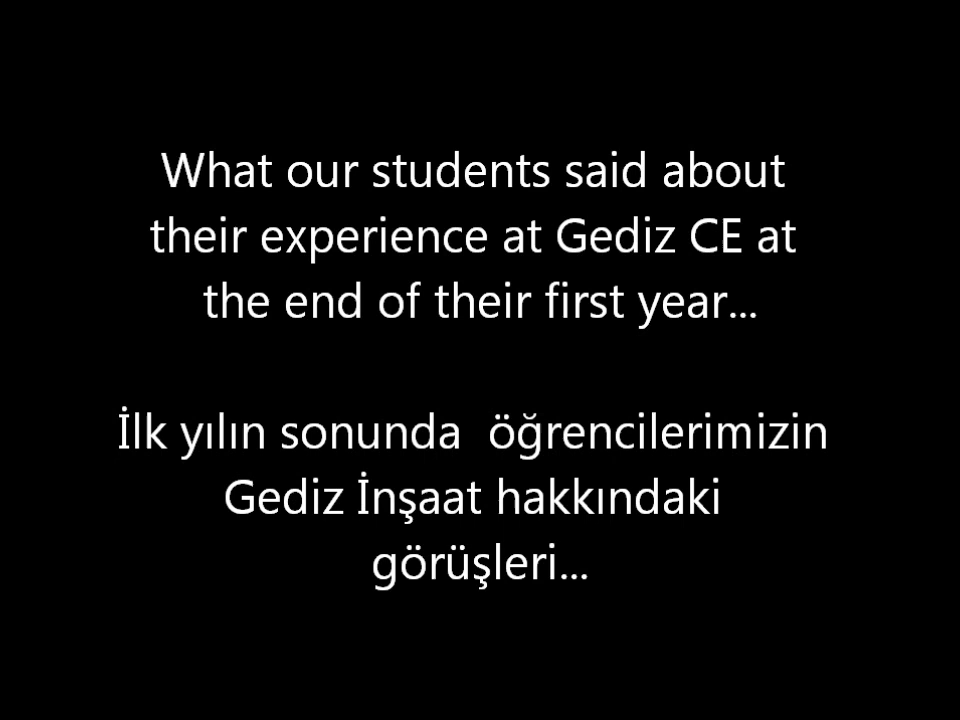 What our students said about
their experience at Gediz CE at
the end of their first year...
İlk yılın sonunda öğrencilerimizin
Gediz İnşaat hakkındaki
görüşleri...